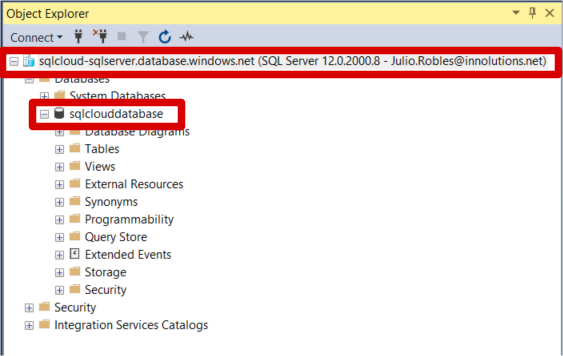 Object Explorer
Connect
sqlcloud-sqlserver.database.windows.net (SQL Server 12.0.2000.8 - Julio.Robles@innolutions.net)
Databases
System Databases
sqlclouddatabase
Database Diagrams
Tables
Views
External Resources
Synonyms
Programmability
Query Store
Extended Events
Storage
Security
Security
Integration Services Catalogs